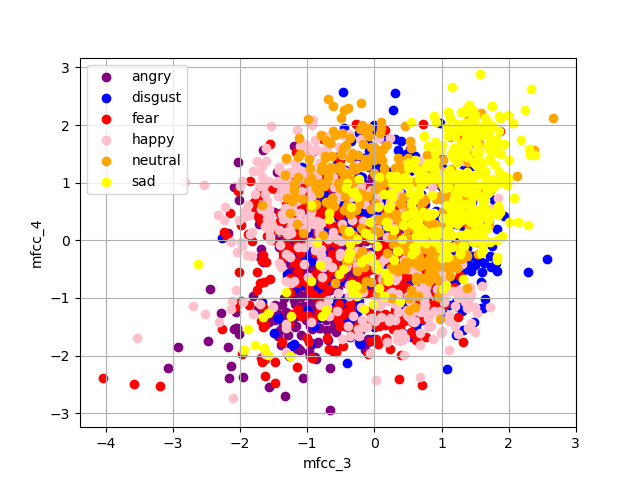 3
2
1
0
−1
−2
−3
mfcc_4
angry
disgust
fear
happy
neutral
sad
−4 −3 −2 −1 0 1 2 3
mfcc_3